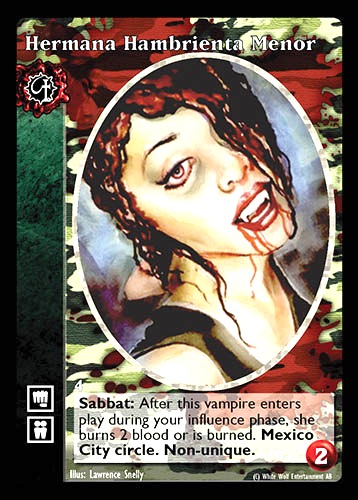 Hermana Hambrienta Menor
4
Sabbat: After this vampire enters
play during your influence phase, she
burns 2 blood or is burned. Mexico
City circle. Non-unique.
2
Illus: Lawrence Snelly
(C) White Wolf Entertainment AB